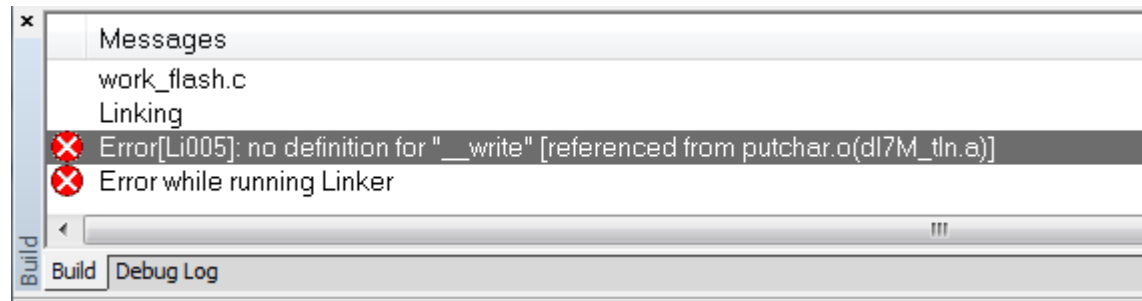 Messages
work_flash.c
Linking
Error[Li005]: no definition for "__write" [referenced from putchar.o(dl7M_tln.a)]
Error while running Linker
Build
Build
Debug Log